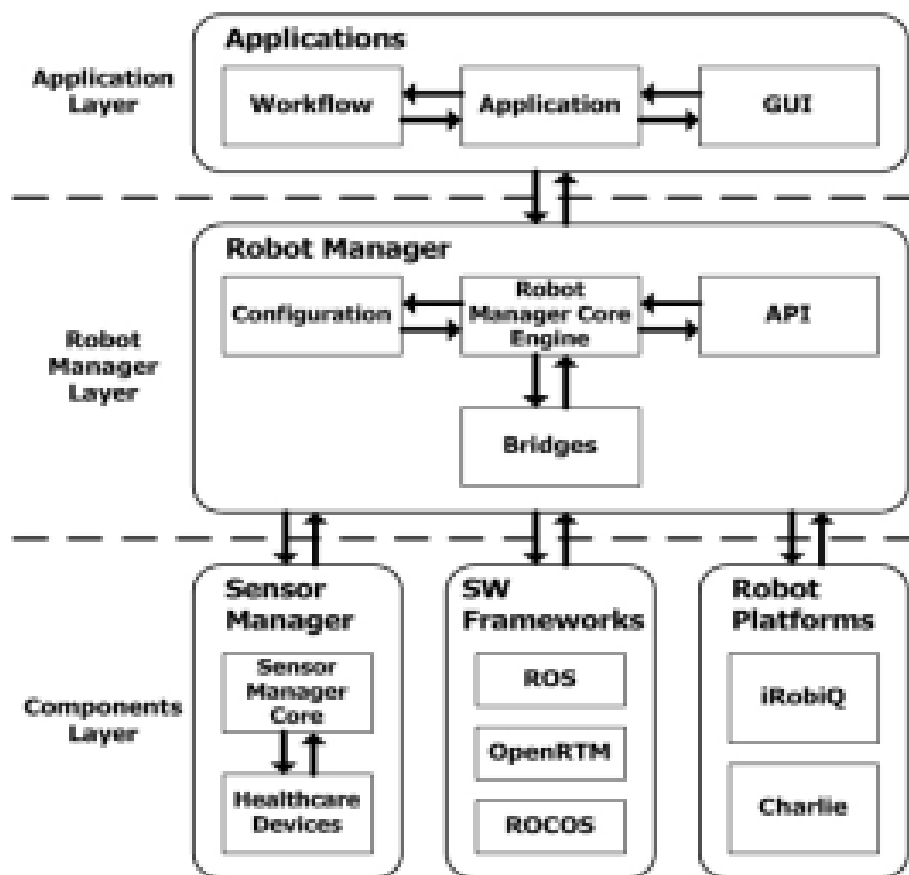 Applications
Application
Layer
Workflow
Application
GUI
Robot Manager
Robot
Manager
Layer
Configuration
Robot
Manager Core
Engine
API
Bridges
Components
Layer
Sensor
Manager
Sensor
Manager
Core
Healthcare
Devices
SW
Frameworks
ROS
OpenRTM
ROCOS
Robot
Platforms
iRobiQ
Charlie